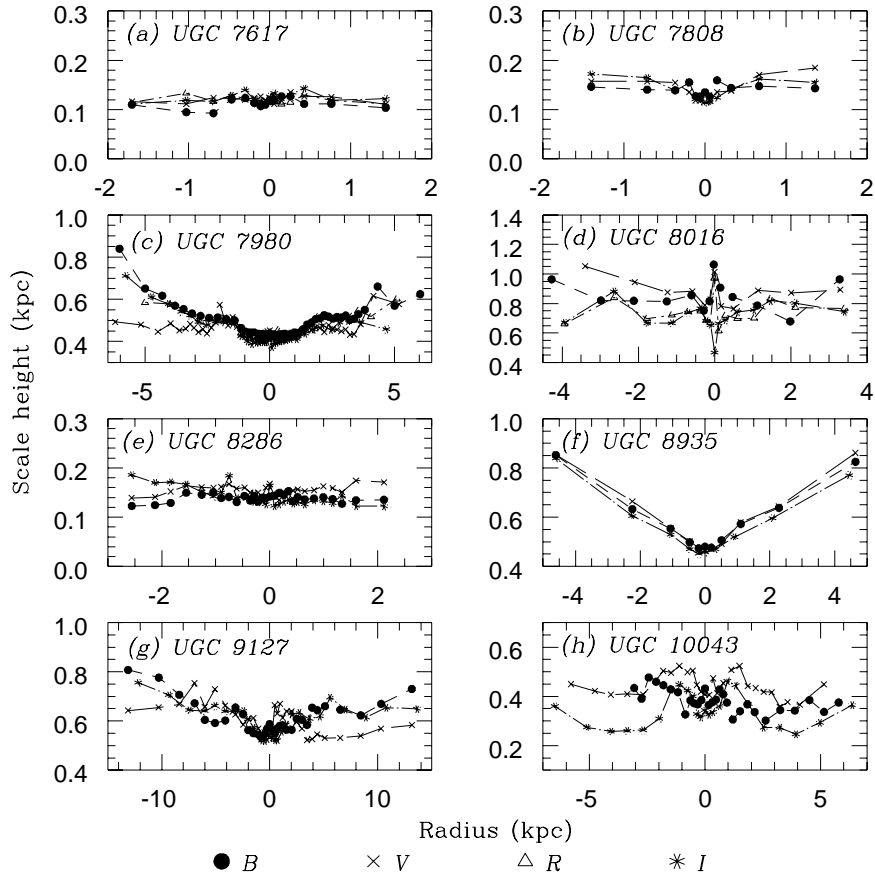 (a) UGC 7617
0.3
0.2
0.1
0.0
-2 -1 0 1 2
(b) UGC 7808
0.3
0.2
0.1
0.0
-2 -1 0 1 2
(c) UGC 7980
1.0
0.8
0.6
0.4
-5 0 5
(d) UGC 8016
1.4
1.2
1.0
0.8
0.6
0.4
-4 -2 0 2 4
Scale height (kpc)
(e) UGC 8286
0.3
0.2
0.1
0.0
-2 0 2
(f) UGC 8935
1.0
0.8
0.6
0.4
-4 -2 0 2 4
(g) UGC 9127
1.0
0.8
0.6
0.4
-10 0 10
(h) UGC 10043
0.6
0.4
0.2
-5 0 5
Radius (kpc)
B V R I